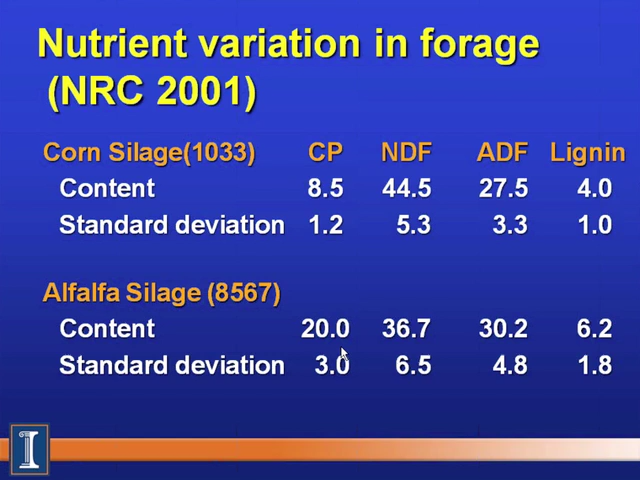 Nutrient variation in forage
(NRC 2001)
Corn Silage(1033) CP NDF ADF Lignin
Content 8.5 44.5 27.5 4.0
Standard deviation 1.2 5.3 3.3 1.0
Alfalfa Silage (8567)
Content 20.0 36.7 30.2 6.2
Standard deviation 3.0 6.5 4.8 1.8
I